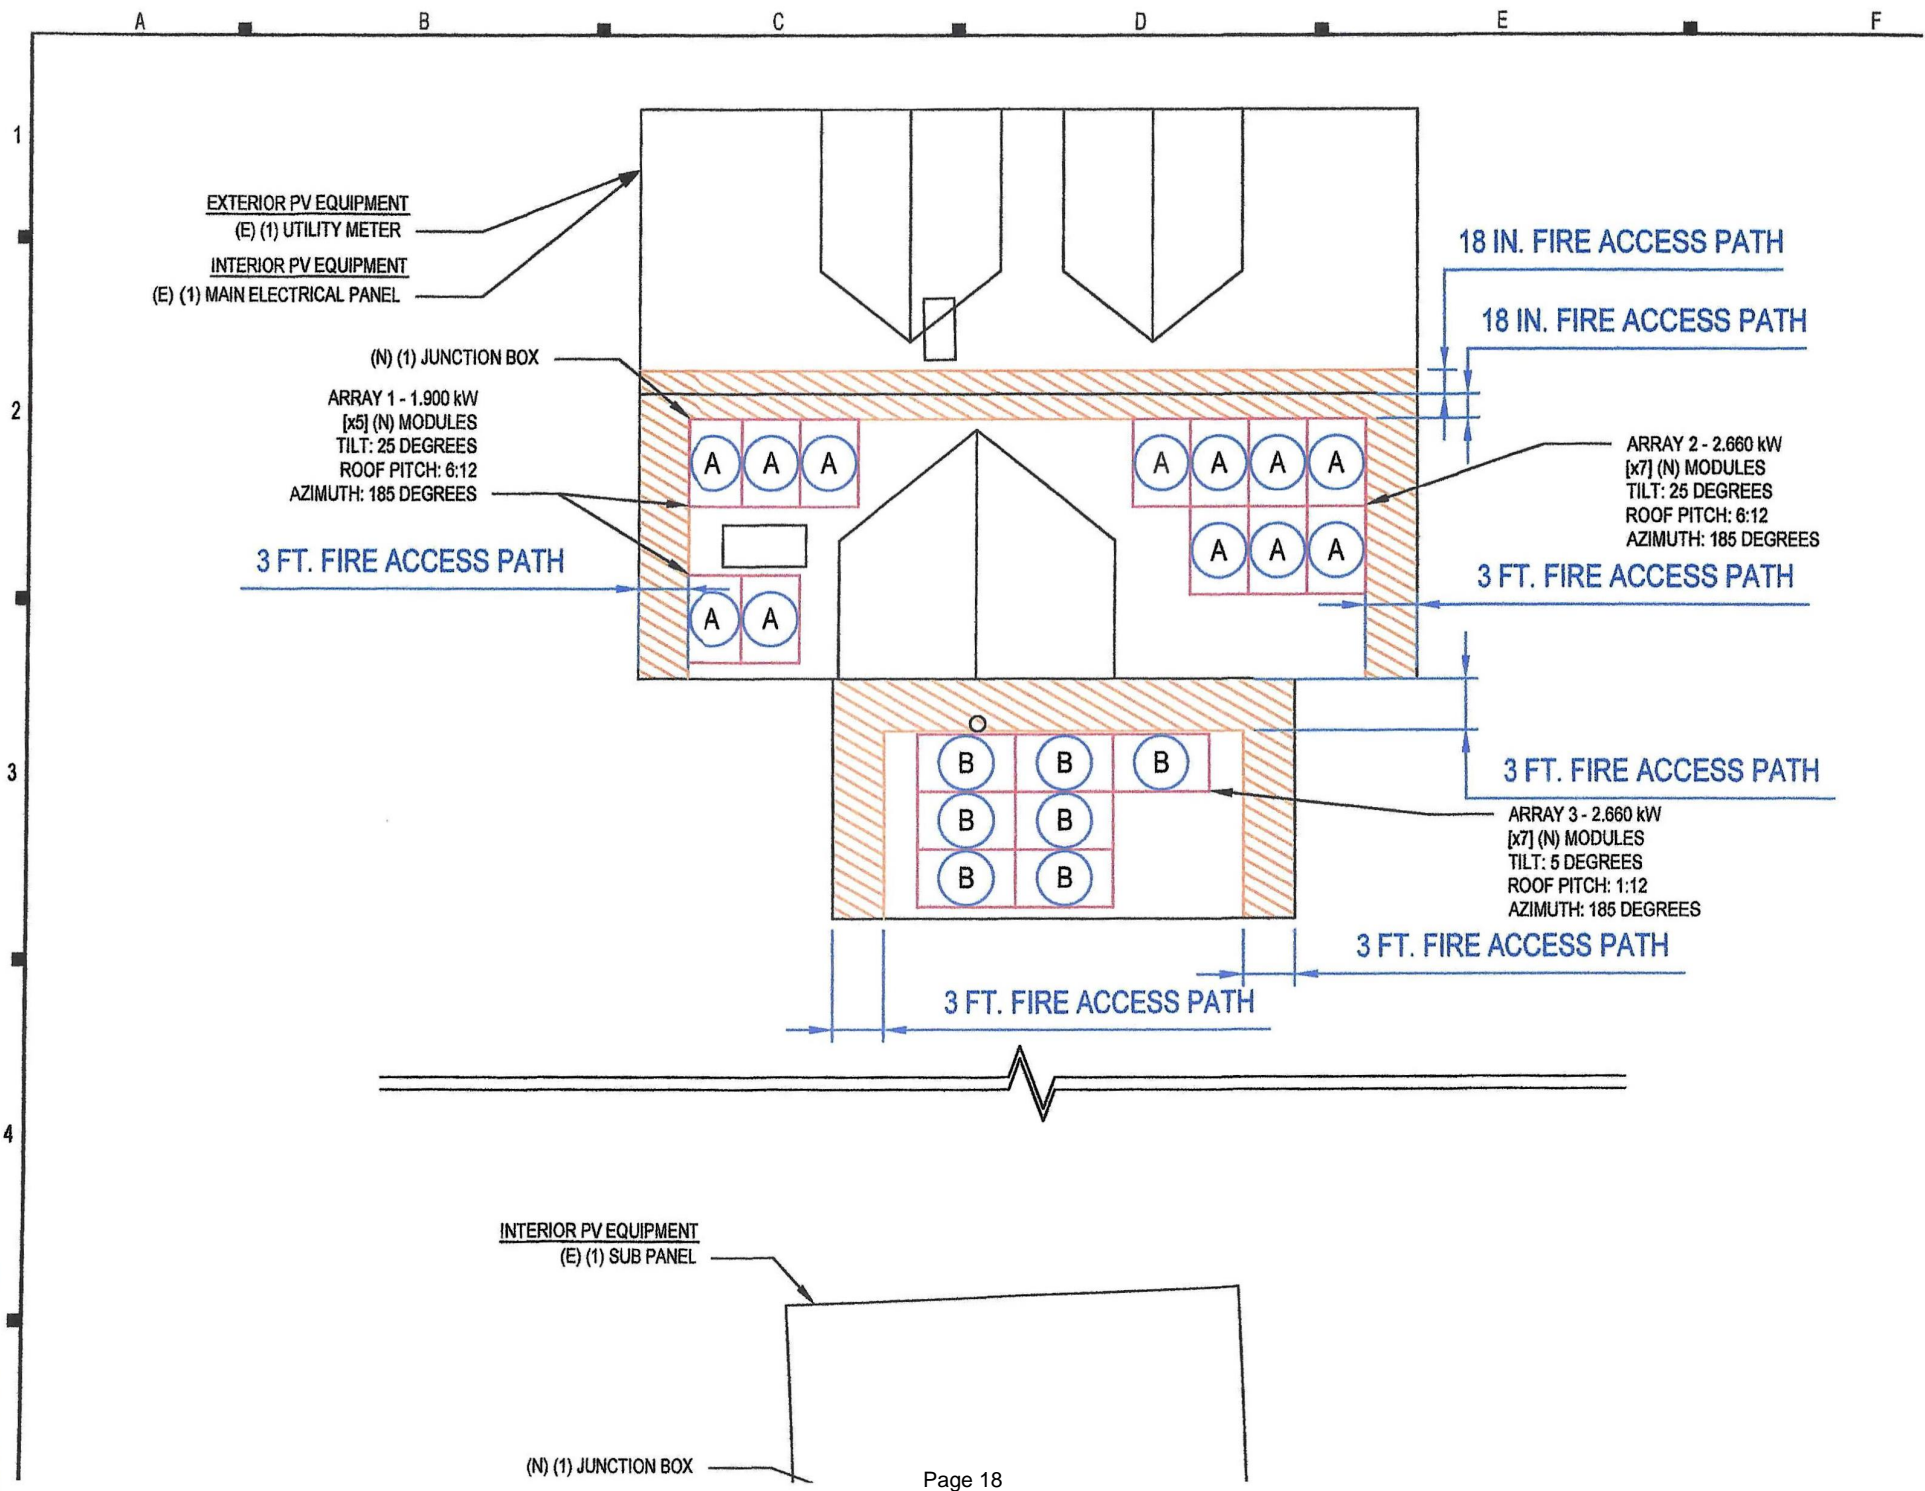 A B C D E F
1
EXTERIOR PV EQUIPMENT
(E) (1) UTILITY METER
INTERIOR PV EQUIPMENT
(E) (1) MAIN ELECTRICAL PANEL
18 IN. FIRE ACCESS PATH
18 IN. FIRE ACCESS PATH
(N) (1) JUNCTION BOX
2
ARRAY 1 - 1.900 kW
[x5] (N) MODULES
TILT: 25 DEGREES
ROOF PITCH: 6:12
AZIMUTH: 185 DEGREES
A A A
A A A A
ARRAY 2 - 2.660 kW
[x7] (N) MODULES
TILT: 25 DEGREES
ROOF PITCH: 6:12
AZIMUTH: 185 DEGREES
A A A
3 FT. FIRE ACCESS PATH
3 FT. FIRE ACCESS PATH
A A
3
B B B
B B
B B
3 FT. FIRE ACCESS PATH
ARRAY 3 - 2.660 kW
[x7] (N) MODULES
TILT: 5 DEGREES
ROOF PITCH: 1:12
AZIMUTH: 185 DEGREES
3 FT. FIRE ACCESS PATH
3 FT. FIRE ACCESS PATH
4
INTERIOR PV EQUIPMENT
(E) (1) SUB PANEL
(N) (1) JUNCTION BOX
Page 18